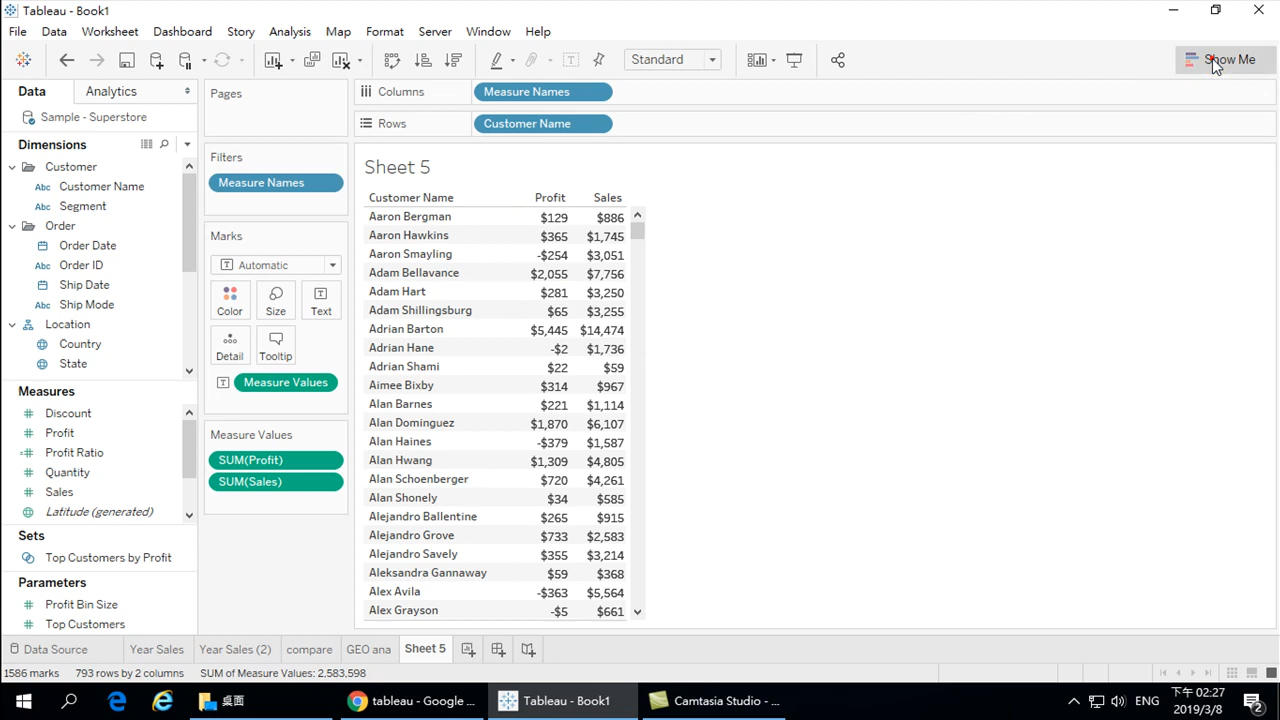 Tableau - Book1
File Data Worksheet Dashboard Story Analysis Map Format Server Window Help
Standard
Show Me
Data Analytics
Sample - Superstore
Dimensions
Customer
Abc Customer Name
Abc Segment
Order
Order Date
Abc Order ID
Ship Date
Abc Ship Mode
Location
Country
State
Measures
Discount
Profit
Profit Ratio
Quantity
Sales
Latitude (generated)
Sets
Top Customers by Profit
Parameters
Profit Bin Size
Top Customers
Pages
Filters
Measure Names
Marks
Automatic
Color Size Text
Detail Tooltip
Measure Values
Measure Values
SUM(Profit)
SUM(Sales)
Columns Measure Names
Rows Customer Name
Sheet 5
Customer Name Profit Sales
Aaron Bergman $129 $886
Aaron Hawkins $365 $1,745
Aaron Smayling -$254 $3,051
Adam Bellavance $2,055 $7,756
Adam Hart $281 $3,250
Adam Shillingsburg $65 $3,255
Adrian Barton $5,445 $14,474
Adrian Hane -$2 $1,736
Adrian Shami $22 $59
Aimee Bixby $314 $967
Alan Barnes $221 $1,114
Alan Dominguez $1,870 $6,107
Alan Haines -$379 $1,587
Alan Hwang $1,309 $4,805
Alan Schoenberger $720 $4,261
Alan Shonely $34 $585
Alejandro Ballentine $265 $915
Alejandro Grove $733 $2,583
Alejandro Savely $355 $3,214
Aleksandra Gannaway $59 $368
Alex Avila -$363 $5,564
Alex Grayson -$5 $661
Data Source Year Sales Year Sales (2) compare GEO ana Sheet 5
1586 marks 793 rows by 2 columns SUM of Measure Values: 2,583,598
桌面 tableau - Google ... Tableau - Book1 Camtasia Studio - ... ENG 下午 02:27
2019/3/8 2